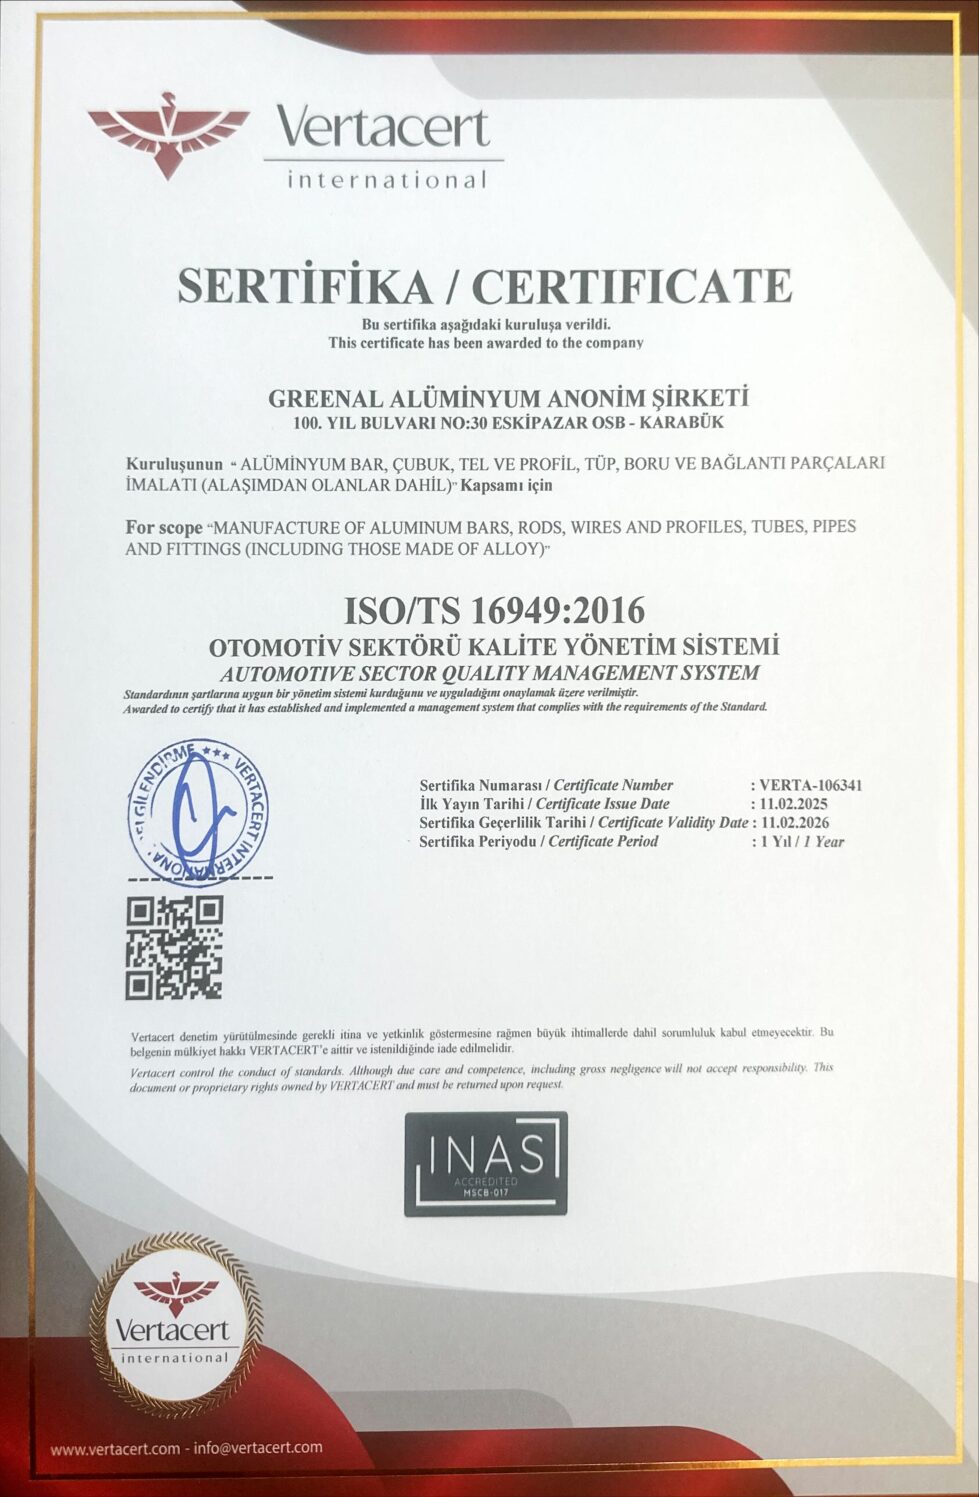 Vertacert
international
SERTİFİKA / CERTIFICATE
Bu sertifika aşağıdaki kuruluşa verildi.
This certificate has been awarded to the company
GREENAL ALÜMİNYUM ANONİM ŞİRKETİ
100. YIL BULVARI NO:30 ESKİPAZAR OSB - KARABÜK
Kuruluşunun “ ALÜMİNYUM BAR, ÇUBUK, TEL VE PROFİL, TÜP, BORU VE BAĞLANTI PARÇALARI
İMALATI (ALAŞIMDAN OLANLAR DAHİL)” Kapsamı için
For scope “MANUFACTURE OF ALUMINUM BARS, RODS, WIRES AND PROFILES, TUBES, PIPES
AND FITTINGS (INCLUDING THOSE MADE OF ALLOY)”
ISO/TS 16949:2016
OTOMOTİV SEKTÖRÜ KALİTE YÖNETİM SİSTEMİ
AUTOMOTIVE SECTOR QUALITY MANAGEMENT SYSTEM
Standardının şartlarına uygun bir yönetim sistemi kurduğunu ve uyguladığını onaylamak üzere verilmiştir.
Awarded to certify that it has established and implemented a management system that complies with the requirements of the Standard.
VERTACERT INTERNATIONAL BELGİLENDİRME
Sertifika Numarası / Certificate Number : VERTA-106341
İlk Yayın Tarihi / Certificate Issue Date : 11.02.2025
Sertifika Geçerlilik Tarihi / Certificate Validity Date : 11.02.2026
Sertifika Periyodu / Certificate Period : 1 Yıl / 1 Year
Vertacert denetim yürütülmesinde gerekli itina ve yetkinlik göstermesine rağmen büyük ihtimallerde dahil sorumluluk kabul etmeyecektir. Bu
belgenin mülkiyet hakkı VERTACERT'e aittir ve istenildiğinde iade edilmelidir.
Vertacert control the conduct of standards. Although due care and competence, including gross negligence will not accept responsibility. This
document or proprietary rights owned by VERTACERT and must be returned upon request.
INAS
ACCREDITED
MSCB-017
Vertacert
international
www.vertacert.com - info@vertacert.com